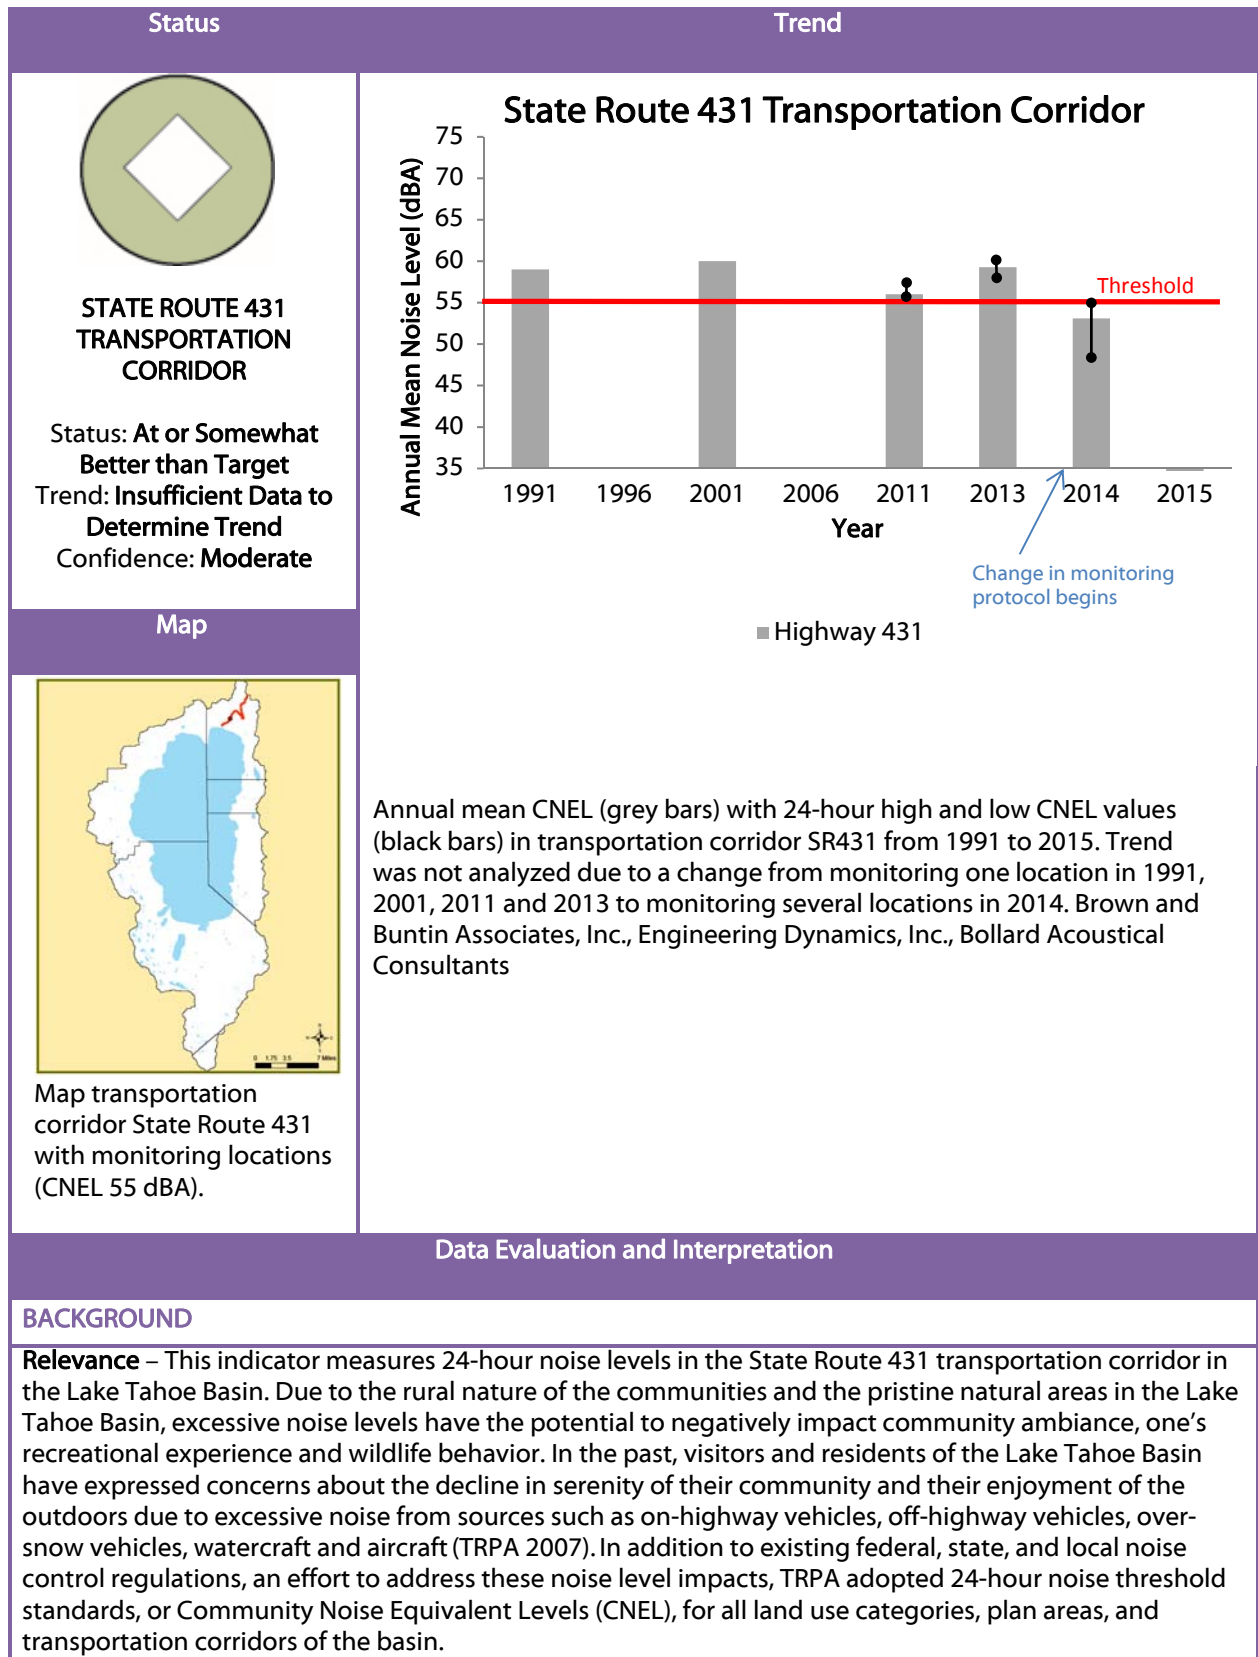 Status
Trend
STATE ROUTE 431
TRANSPORTATION
CORRIDOR
Status: At or Somewhat
Better than Target
Trend: Insufficient Data to
Determine Trend
Confidence: Moderate
State Route 431 Transportation Corridor
Annual Mean Noise Level (dBA)
75
70
65
60
55
50
45
40
35
Threshold
1991 1996 2001 2006 2011 2013 2014 2015
Year
Change in monitoring
protocol begins
Highway 431
Map
0 1.75 3.5 7 Miles
Map transportation
corridor State Route 431
with monitoring locations
(CNEL 55 dBA).
Annual mean CNEL (grey bars) with 24-hour high and low CNEL values
(black bars) in transportation corridor SR431 from 1991 to 2015. Trend
was not analyzed due to a change from monitoring one location in 1991,
2001, 2011 and 2013 to monitoring several locations in 2014. Brown and
Buntin Associates, Inc., Engineering Dynamics, Inc., Bollard Acoustical
Consultants
Data Evaluation and Interpretation
BACKGROUND
Relevance – This indicator measures 24-hour noise levels in the State Route 431 transportation corridor in
the Lake Tahoe Basin. Due to the rural nature of the communities and the pristine natural areas in the Lake
Tahoe Basin, excessive noise levels have the potential to negatively impact community ambiance, one's
recreational experience and wildlife behavior. In the past, visitors and residents of the Lake Tahoe Basin
have expressed concerns about the decline in serenity of their community and their enjoyment of the
outdoors due to excessive noise from sources such as on-highway vehicles, off-highway vehicles, over-
snow vehicles, watercraft and aircraft (TRPA 2007). In addition to existing federal, state, and local noise
control regulations, an effort to address these noise level impacts, TRPA adopted 24-hour noise threshold
standards, or Community Noise Equivalent Levels (CNEL), for all land use categories, plan areas, and
transportation corridors of the basin.